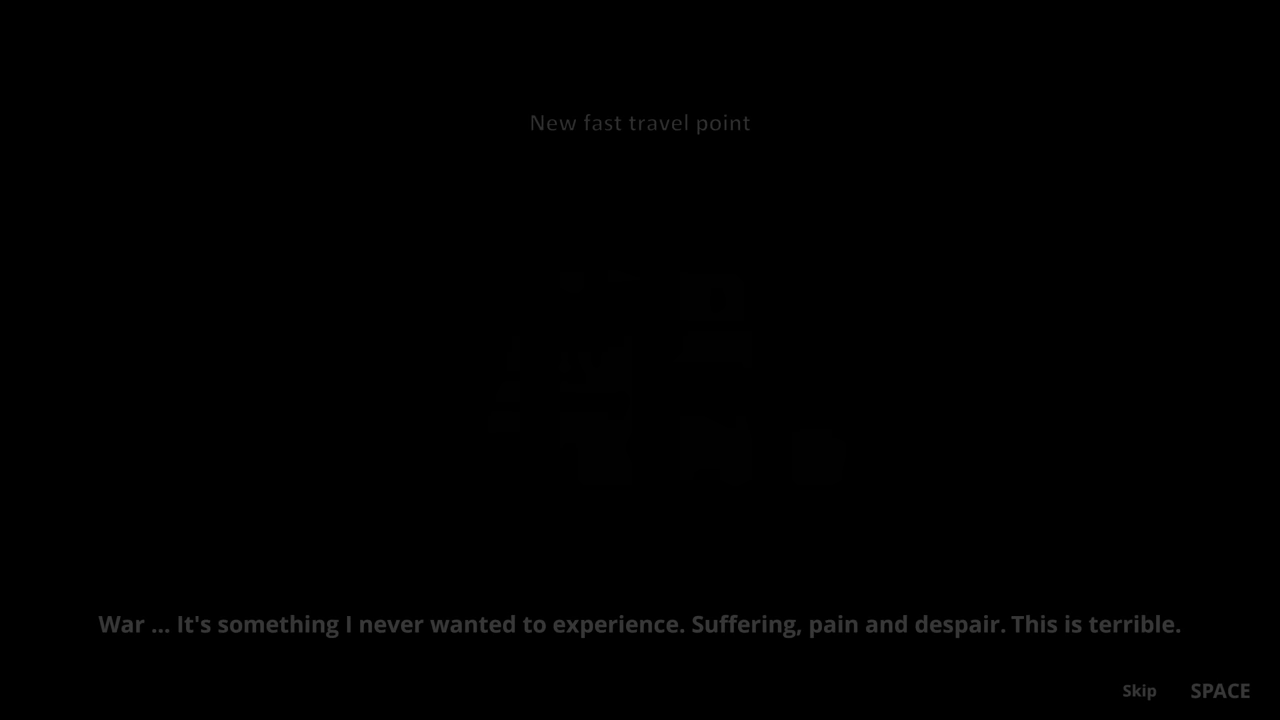 New fast travel point
War ... It's something I never wanted to experience. Suffering, pain and despair. This is terrible.
Skip SPACE